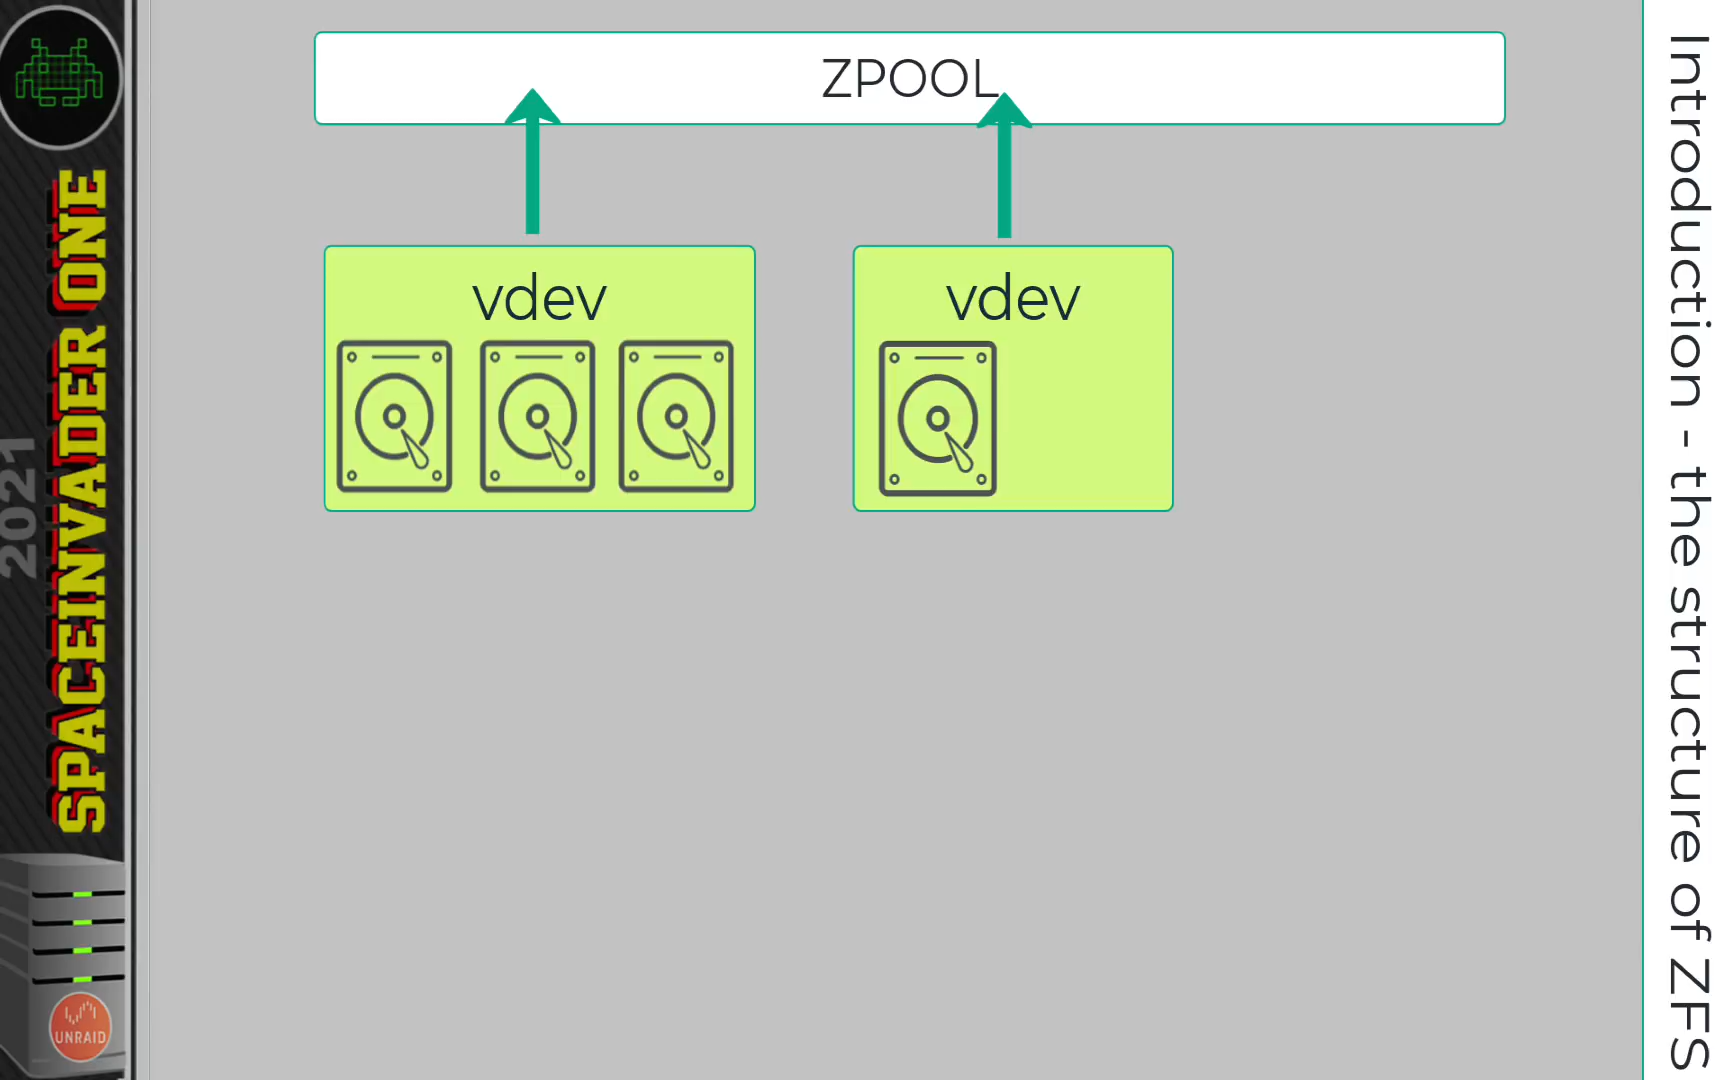 ZPOOL
vdev
vdev
Introduction - the structure of ZFS
2021
SPACEINVADER ONE
UNRAID